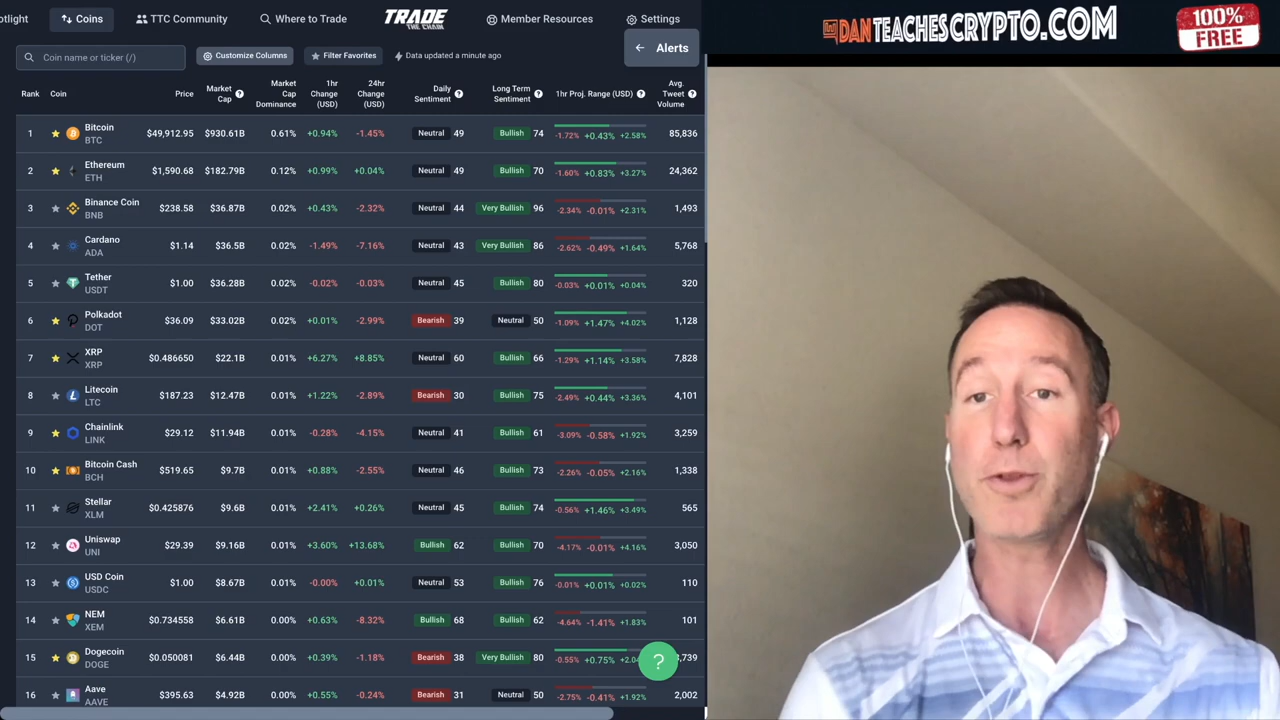 otlight Coins TTC Community Where to Trade TRADE THE CHAIN Member Resources Settings
DANTEACHESCRYPTO.COM
100% FREE
Coin name or ticker (/) Customize Columns Filter Favorites Data updated a minute ago
Alerts
Rank Coin Price Market Cap Market Cap Dominance 1hr Change (USD) 24hr Change (USD) Daily Sentiment ? Long Term Sentiment ? 1hr Proj. Range (USD) ? Avg. Tweet Volume ?
1 Bitcoin BTC $49,912.95 $930.61B 0.61% +0.94% -1.45% Neutral 49 Bullish 74 -1.72% +0.43% +2.58% 85,836
2 Ethereum ETH $1,590.68 $182.79B 0.12% +0.99% +0.04% Neutral 49 Bullish 70 -1.60% +0.83% +3.27% 24,362
3 Binance Coin BNB $238.58 $36.87B 0.02% +0.43% -2.32% Neutral 44 Very Bullish 96 -2.34% -0.01% +2.31% 1,493
4 Cardano ADA $1.14 $36.5B 0.02% -1.49% -7.16% Neutral 43 Very Bullish 86 -2.62% -0.49% +1.64% 5,768
5 Tether USDT $1.00 $36.28B 0.02% -0.02% -0.03% Neutral 45 Bullish 80 -0.03% +0.01% +0.04% 320
6 Polkadot DOT $36.09 $33.02B 0.02% +0.01% -2.99% Bearish 39 Neutral 50 -1.09% +1.47% +4.02% 1,128
7 XRP XRP $0.486650 $22.1B 0.01% +6.27% +8.85% Neutral 60 Bullish 66 -1.29% +1.14% +3.58% 7,828
8 Litecoin LTC $187.23 $12.47B 0.01% +1.22% -2.89% Bearish 30 Bullish 75 -2.49% +0.44% +3.36% 4,101
9 Chainlink LINK $29.12 $11.94B 0.01% -0.28% -4.15% Neutral 41 Bullish 61 -3.09% -0.58% +1.92% 3,259
10 Bitcoin Cash BCH $519.65 $9.7B 0.01% +0.88% -2.55% Neutral 46 Bullish 73 -2.26% -0.05% +2.16% 1,338
11 Stellar XLM $0.425876 $9.6B 0.01% +2.41% +0.26% Neutral 45 Bullish 74 -0.56% +1.46% +3.49% 565
12 Uniswap UNI $29.39 $9.16B 0.01% +3.60% +13.68% Bullish 62 Bullish 70 -4.17% -0.01% +4.16% 3,050
13 USD Coin USDC $1.00 $8.67B 0.01% -0.00% +0.01% Neutral 53 Bullish 76 -0.01% +0.01% +0.02% 110
14 NEM XEM $0.734558 $6.61B 0.00% +0.63% -8.32% Bullish 68 Bullish 62 -4.64% -1.41% +1.83% 101
15 Dogecoin DOGE $0.050081 $6.44B 0.00% +0.39% -1.18% Bearish 38 Very Bullish 80 -0.55% +0.75% ? ,739
16 Aave AAVE $395.63 $4.92B 0.00% +0.55% -0.24% Bearish 31 Neutral 50 -2.75% -0.41% +1.92% 2,002